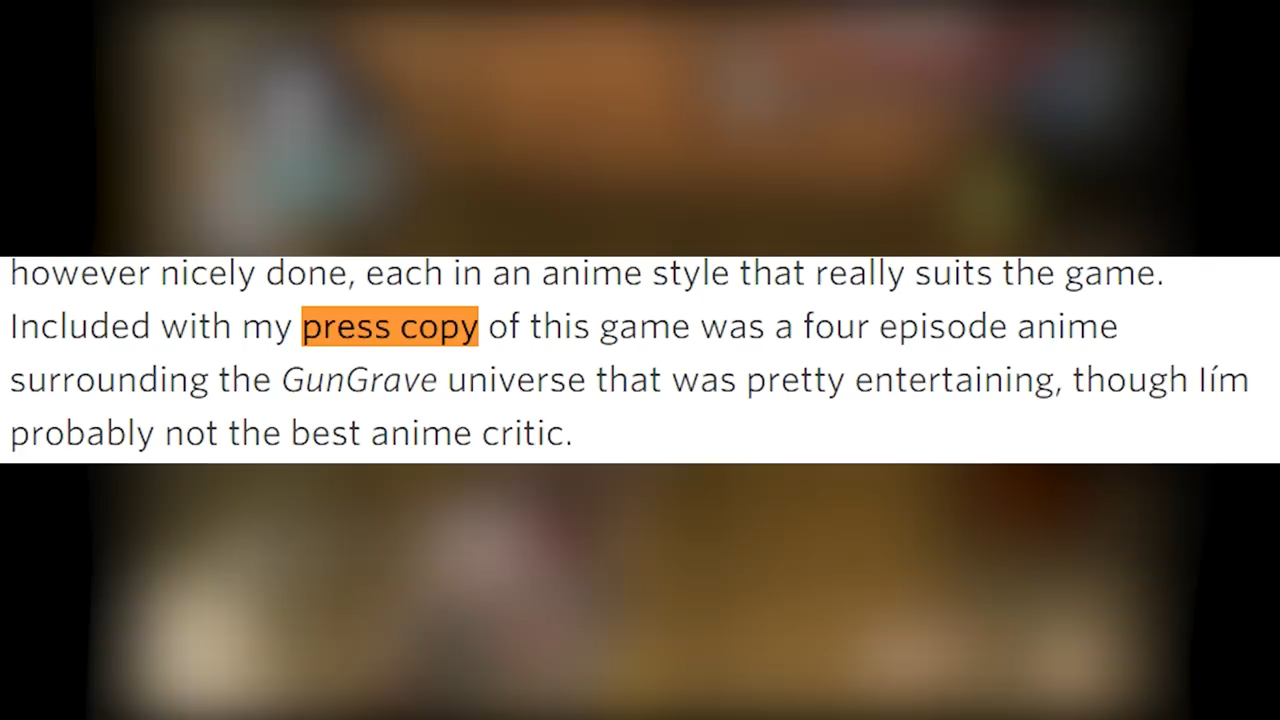 however nicely done, each in an anime style that really suits the game.
Included with my press copy of this game was a four episode anime
surrounding the GunGrave universe that was pretty entertaining, though Iím
probably not the best anime critic.